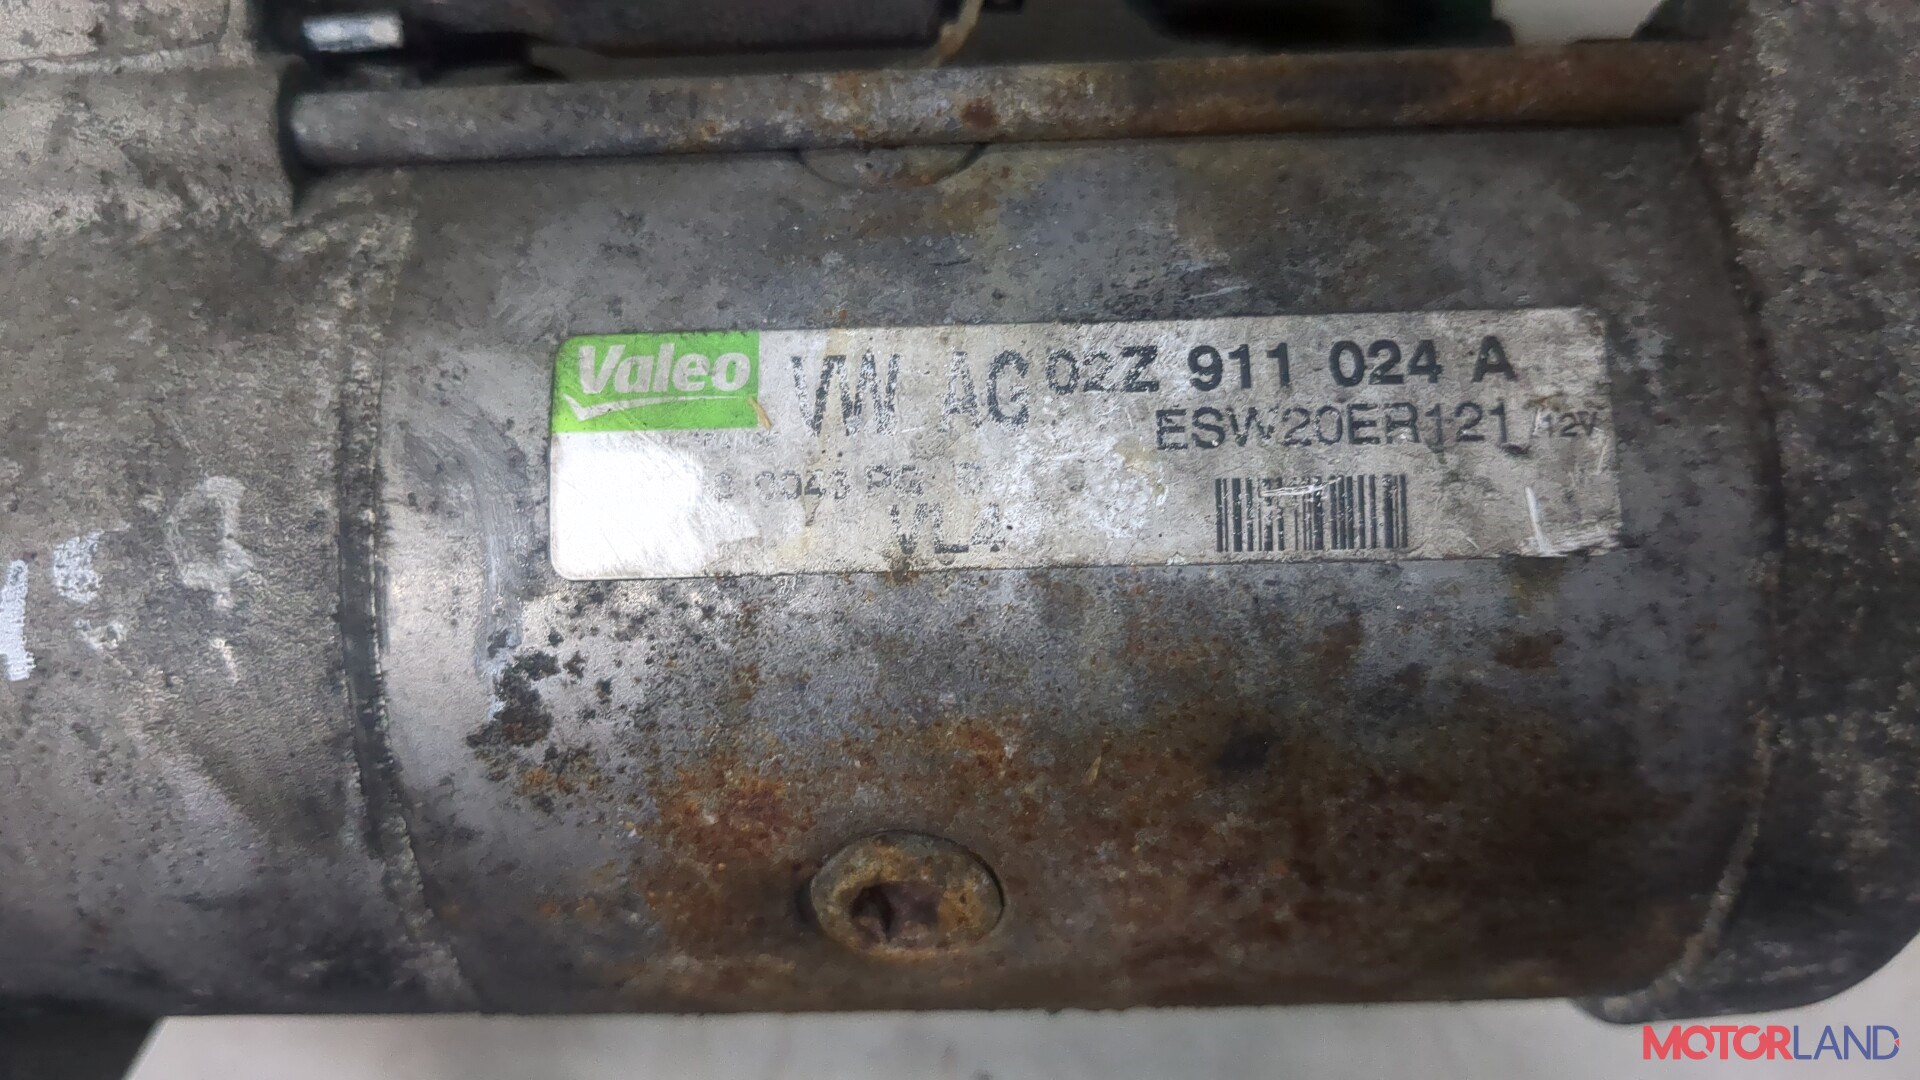 Valeo VW AG 02Z 911 024 A
ESW20ER121/12V
VL4
MOTORLAND